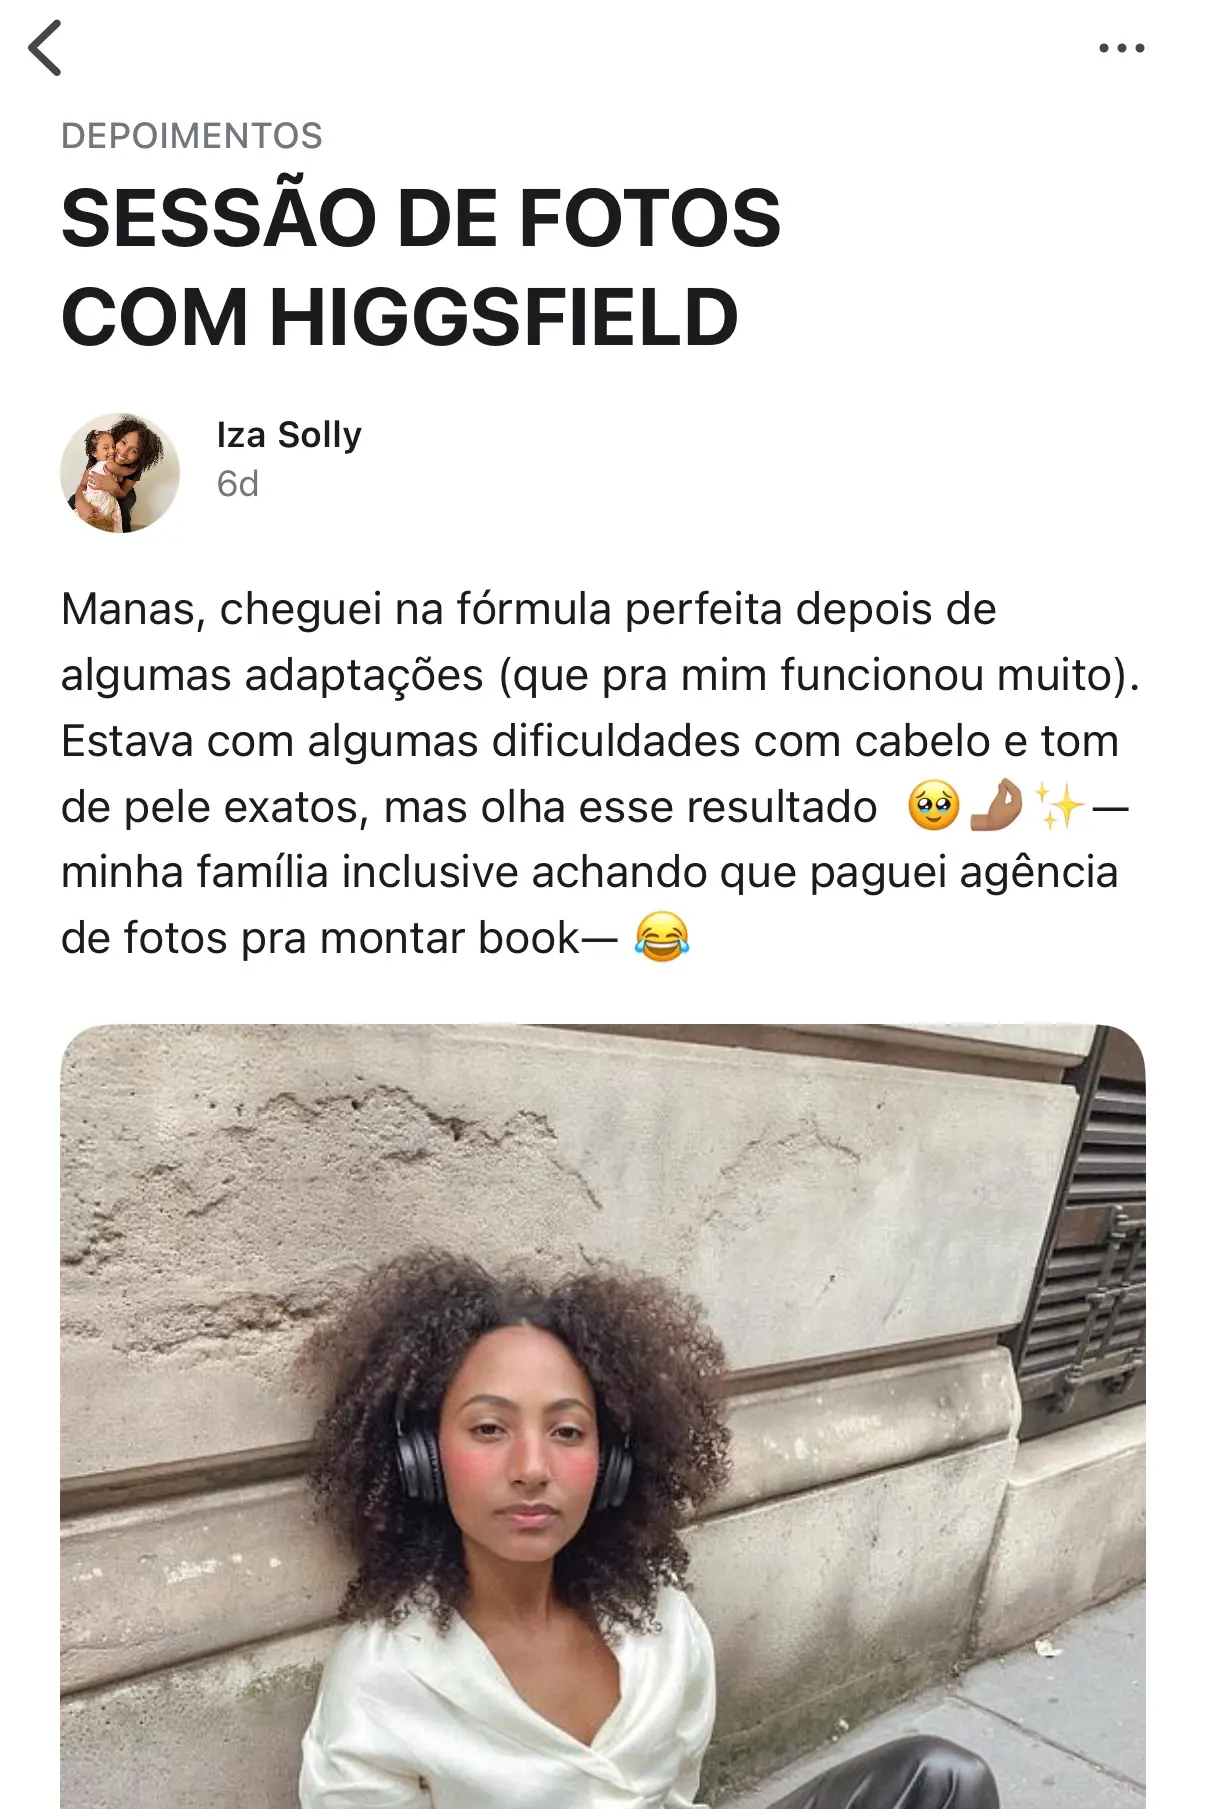 DEPOIMENTOS
SESSÃO DE FOTOS
COM HIGGSFIELD
Iza Solly
6d
Manas, cheguei na fórmula perfeita depois de
algumas adaptações (que pra mim funcionou muito).
Estava com algumas dificuldades com cabelo e tom
de pele exatos, mas olha esse resultado 🥹🤌🏽✨—
minha família inclusive achando que paguei agência
de fotos pra montar book— 😂